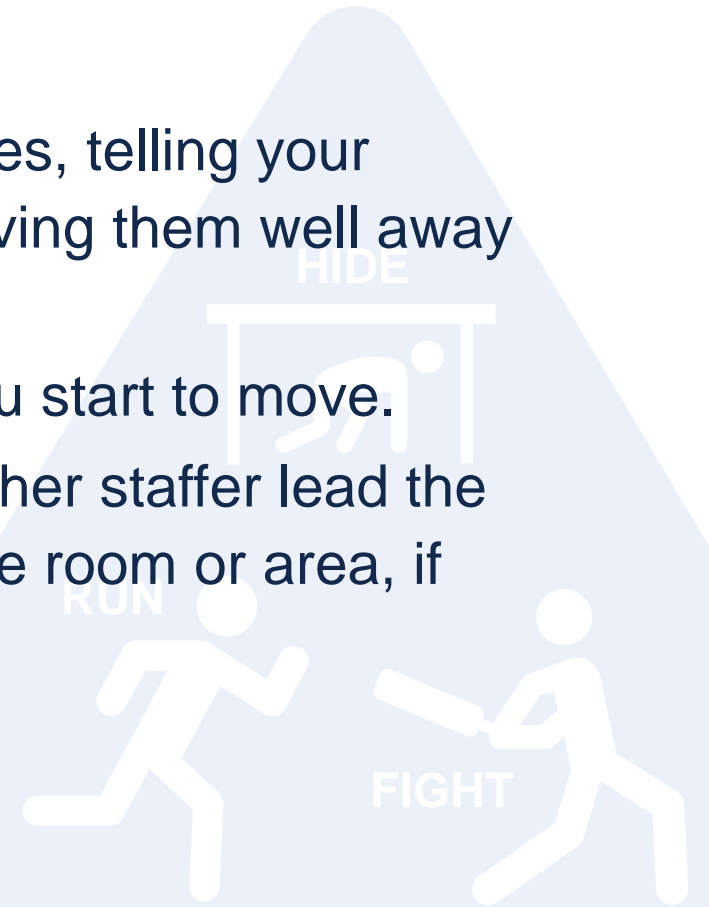 es, telling your
ving them well away
HIDE
u start to move.
her staffer lead the
e room or area, if
RUN
FIGHT